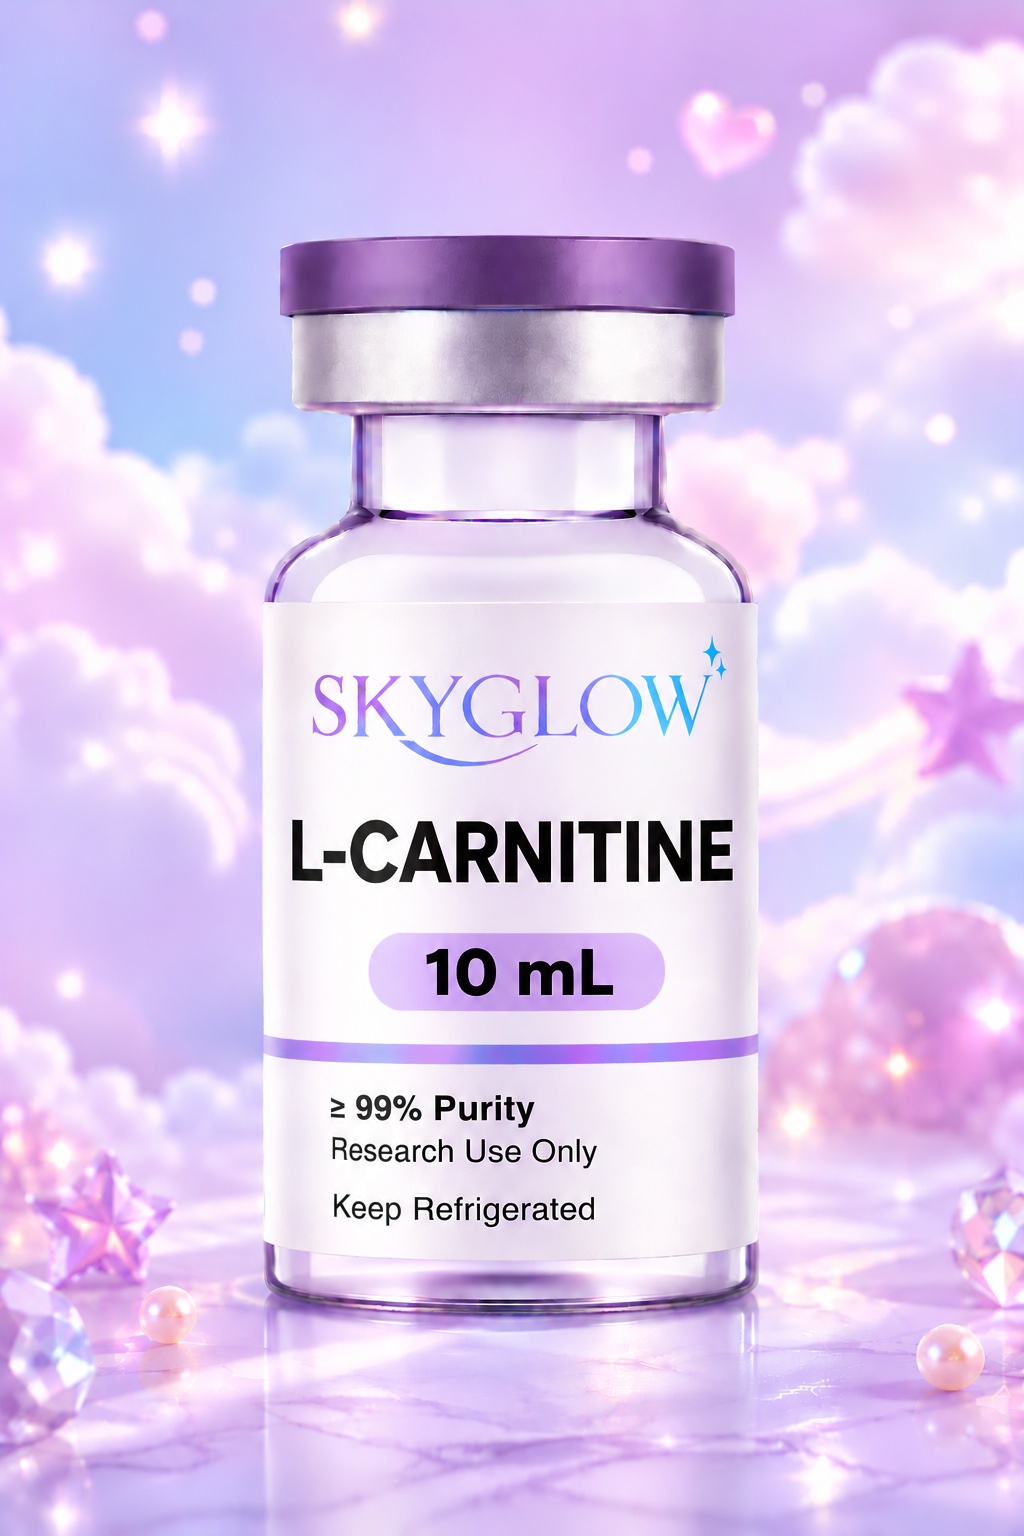 SKYGLOW
L-CARNITINE
10 mL
≥ 99% Purity
Research Use Only
Keep Refrigerated